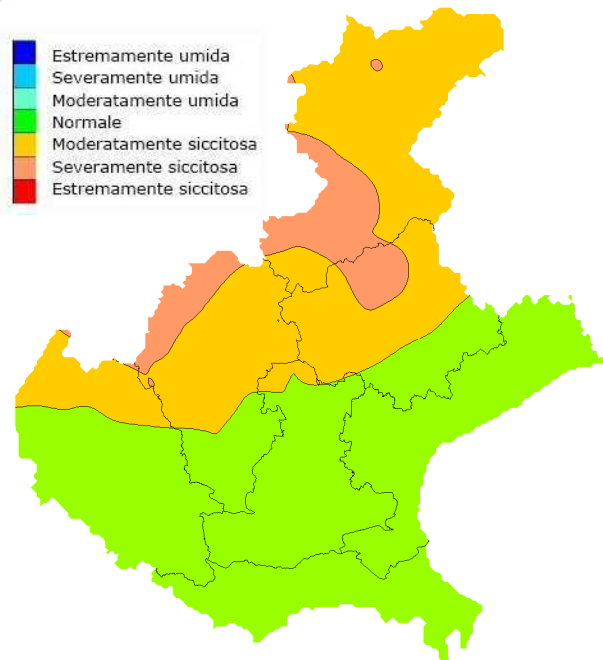 Estremamente umida
Severamente umida
Moderatamente umida
Normale
Moderatamente siccitosa
Severamente siccitosa
Estremamente siccitosa